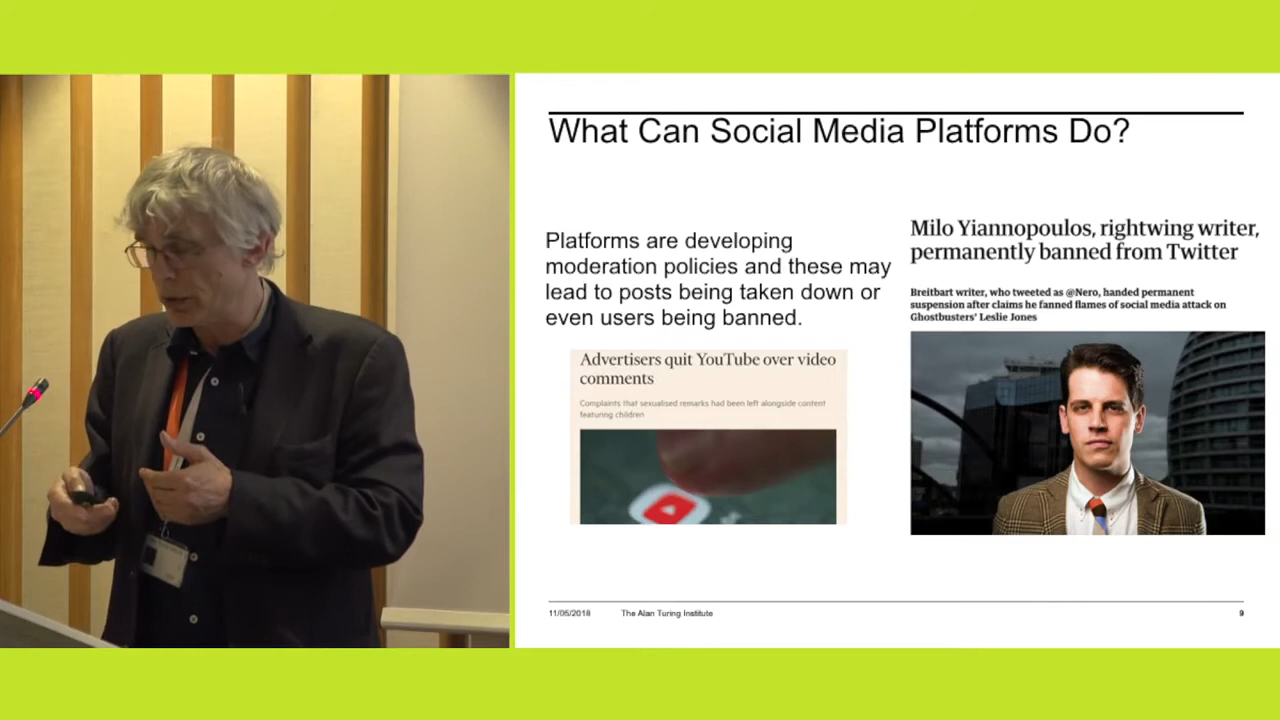 What Can Social Media Platforms Do?
Platforms are developing
moderation policies and these may
lead to posts being taken down or
even users being banned.
Advertisers quit YouTube over video
comments
Complaints that sexualised remarks had been left alongside content
featuring children
Milo Yiannopoulos, rightwing writer,
permanently banned from Twitter
Breitbart writer, who tweeted as @Nero, handed permanent
suspension after claims he fanned flames of social media attack on
Ghostbusters' Leslie Jones
11/05/2018 The Alan Turing Institute 9